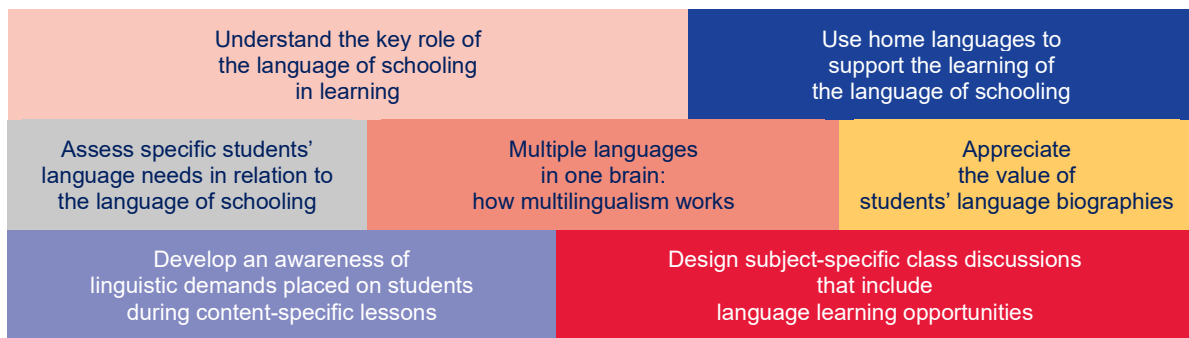 Understand the key role of
the language of schooling
in learning
Use home languages to
support the learning of
the language of schooling
Assess specific students’
language needs in relation to
the language of schooling
Multiple languages
in one brain:
how multilingualism works
Appreciate
the value of
students’ language biographies
Develop an awareness of
linguistic demands placed on students
during content-specific lessons
Design subject-specific class discussions
that include
language learning opportunities